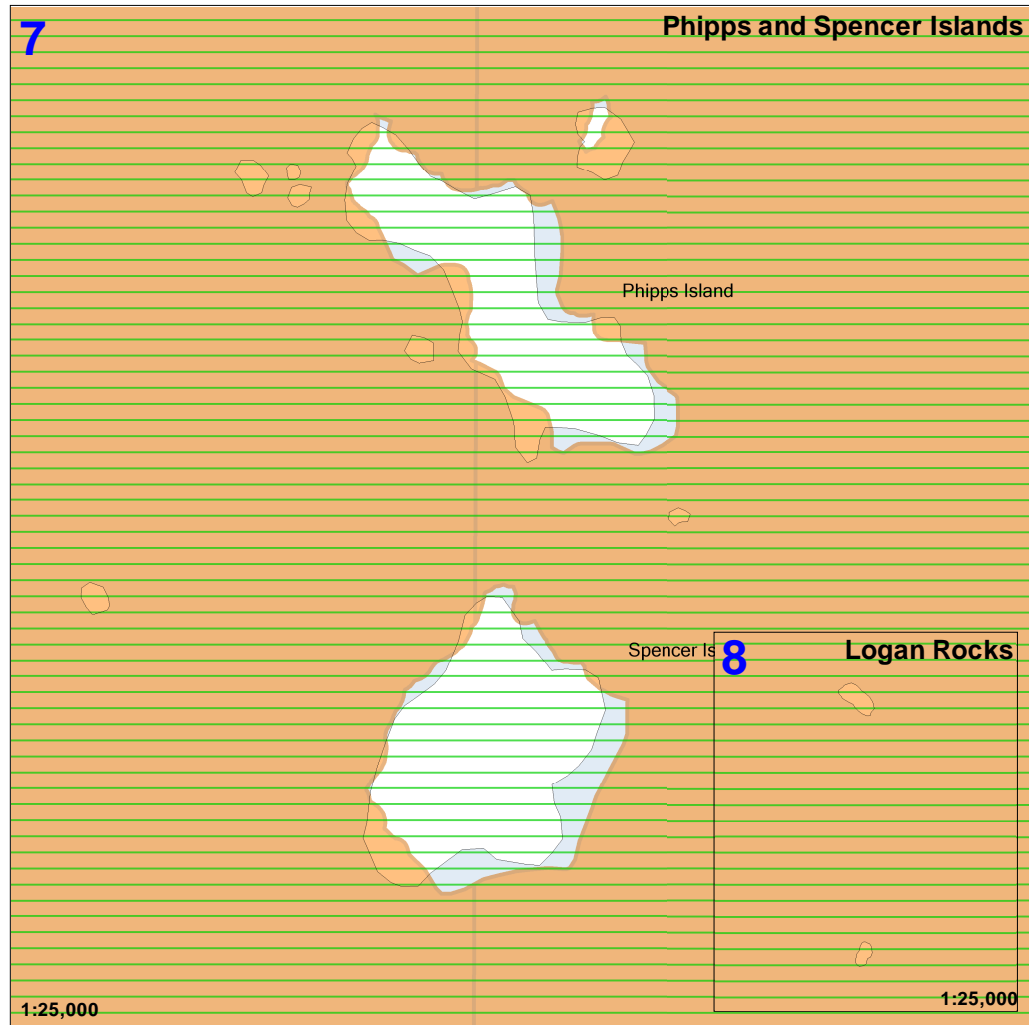 7
Phipps and Spencer Islands
Phipps Island
Spencer Is
8
Logan Rocks
1:25,000
1:25,000